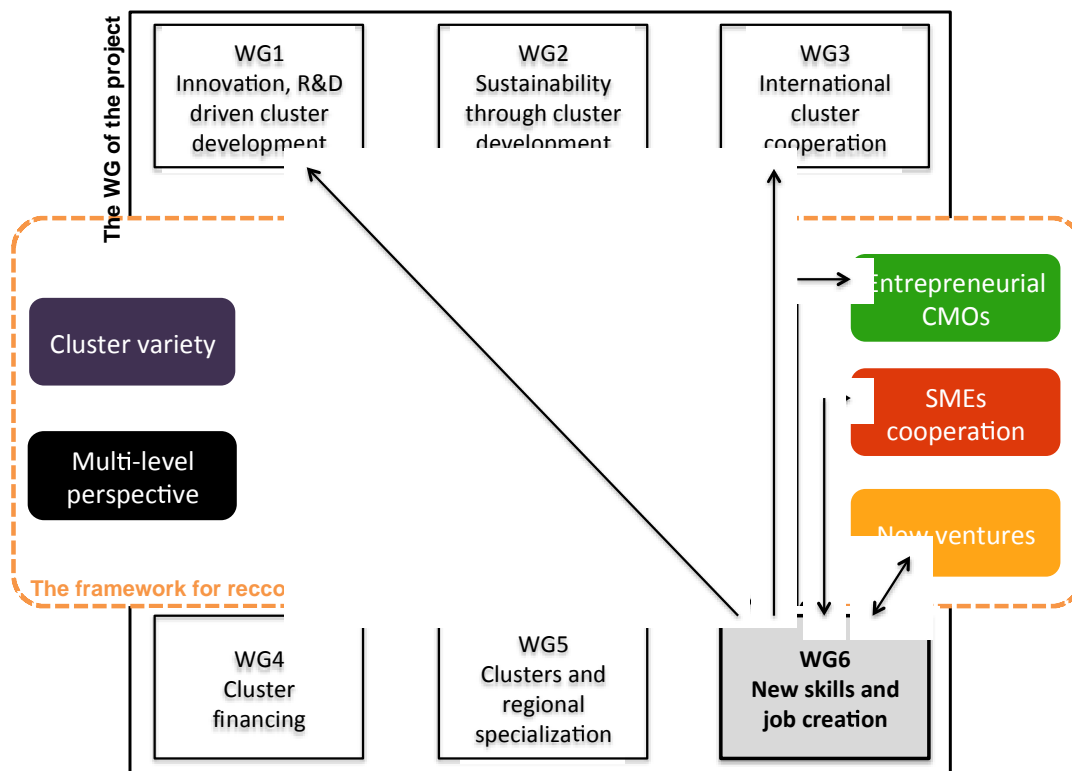 The WG of the project
WG1
Innovation, R&D
driven cluster
development
WG2
Sustainability
through cluster
development
WG3
International
cluster
cooperation
Cluster variety
Multi-level
perspective
Entrepreneurial
CMOs
SMEs
cooperation
New ventures
The framework for recco
WG4
Cluster
financing
WG5
Clusters and
regional
specialization
WG6
New skills and
job creation